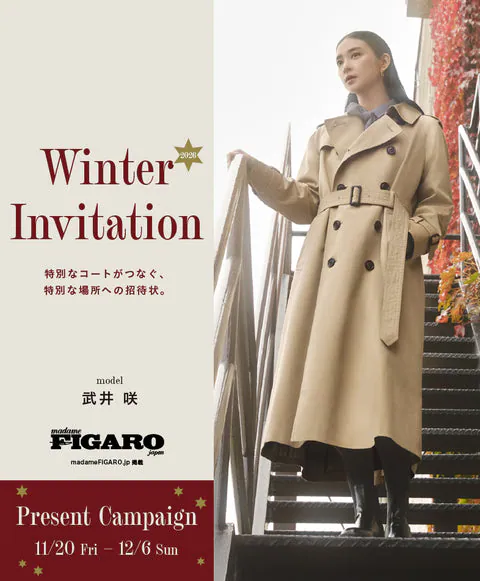 Winter
2026
Invitation
特別なコートがつなぐ、
特別な場所への招待状。
model
武井 咲
madame
FIGARO
japon
madameFIGARO.jp 掲載
Present Campaign
11/20 Fri – 12/6 Sun